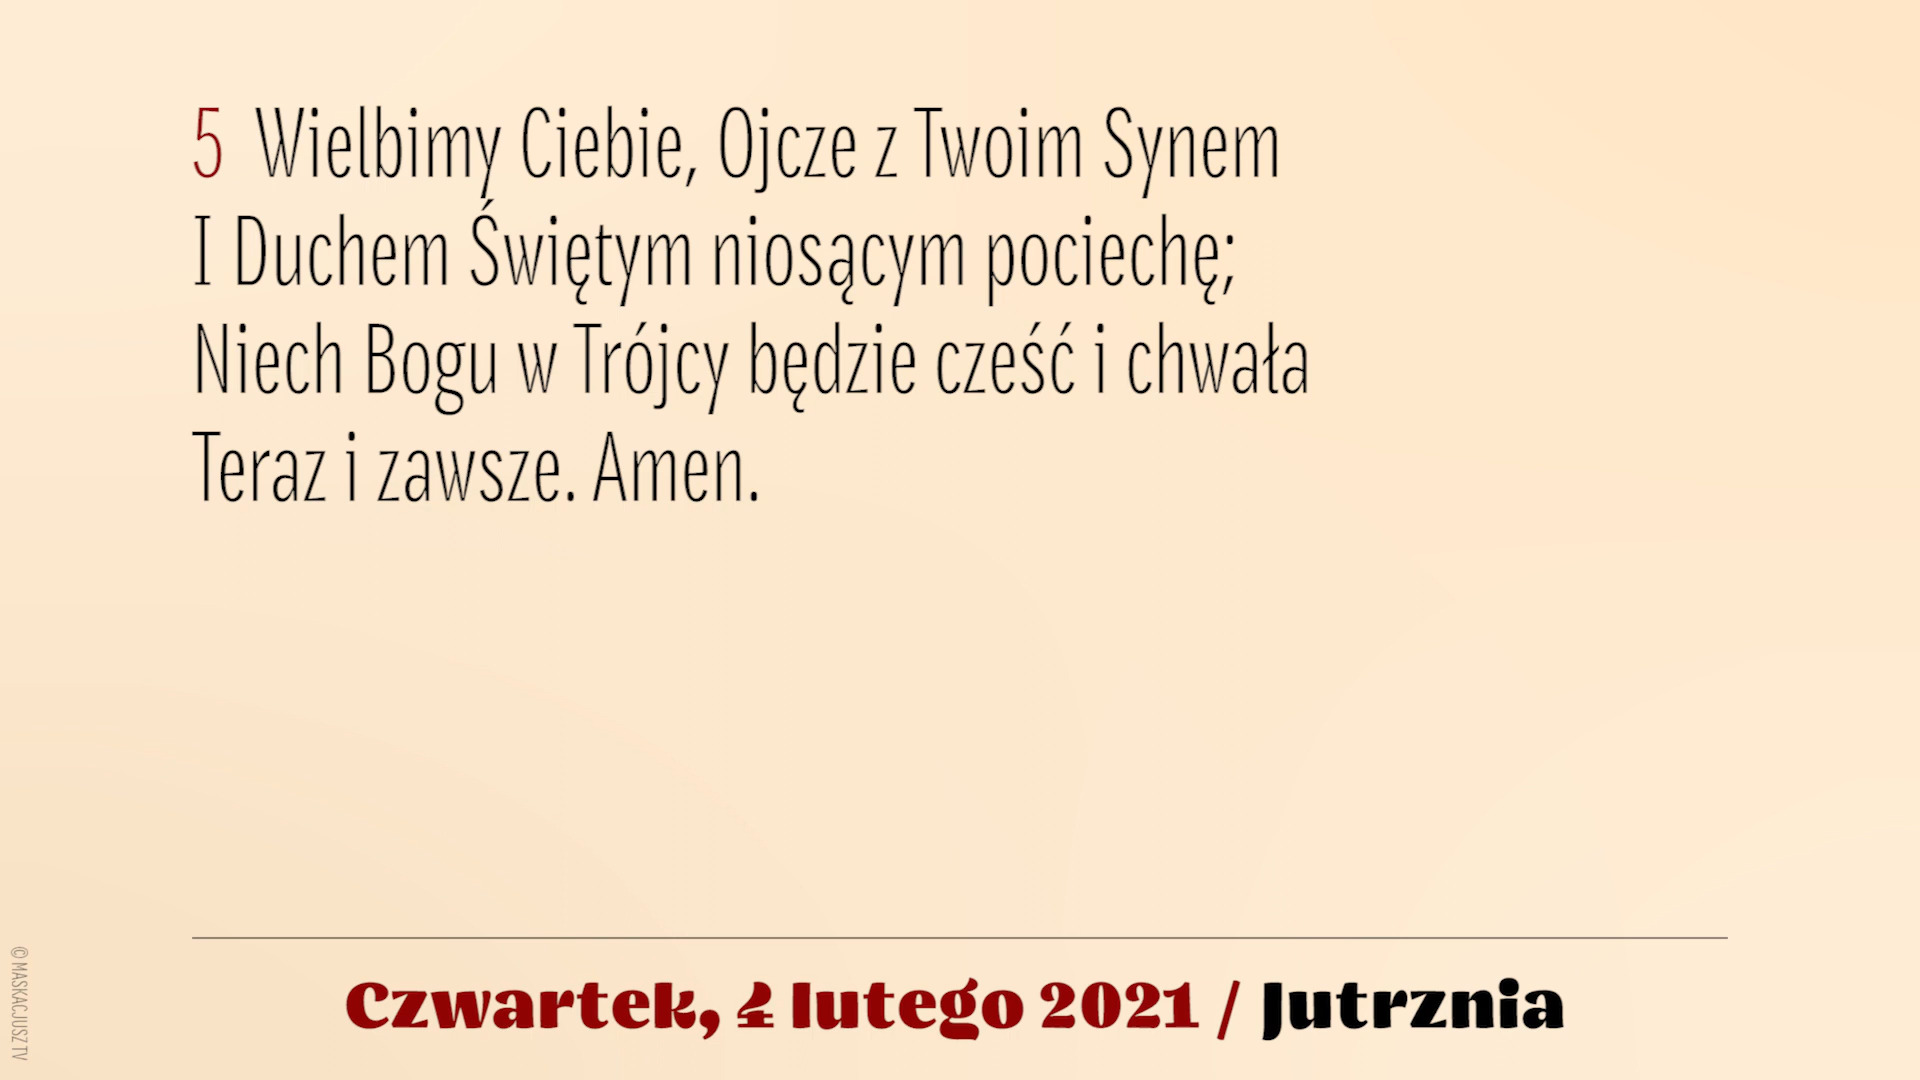 5 Wielbimy Ciebie, Ojcze z Twoim Synem
I Duchem Świętym niosącym pociechę;
Niech Bogu w Trójcy będzie cześć i chwała
Teraz i zawsze. Amen.
Czwartek, 4 lutego 2021 / Jutrznia
© MASKACJUSZ TV